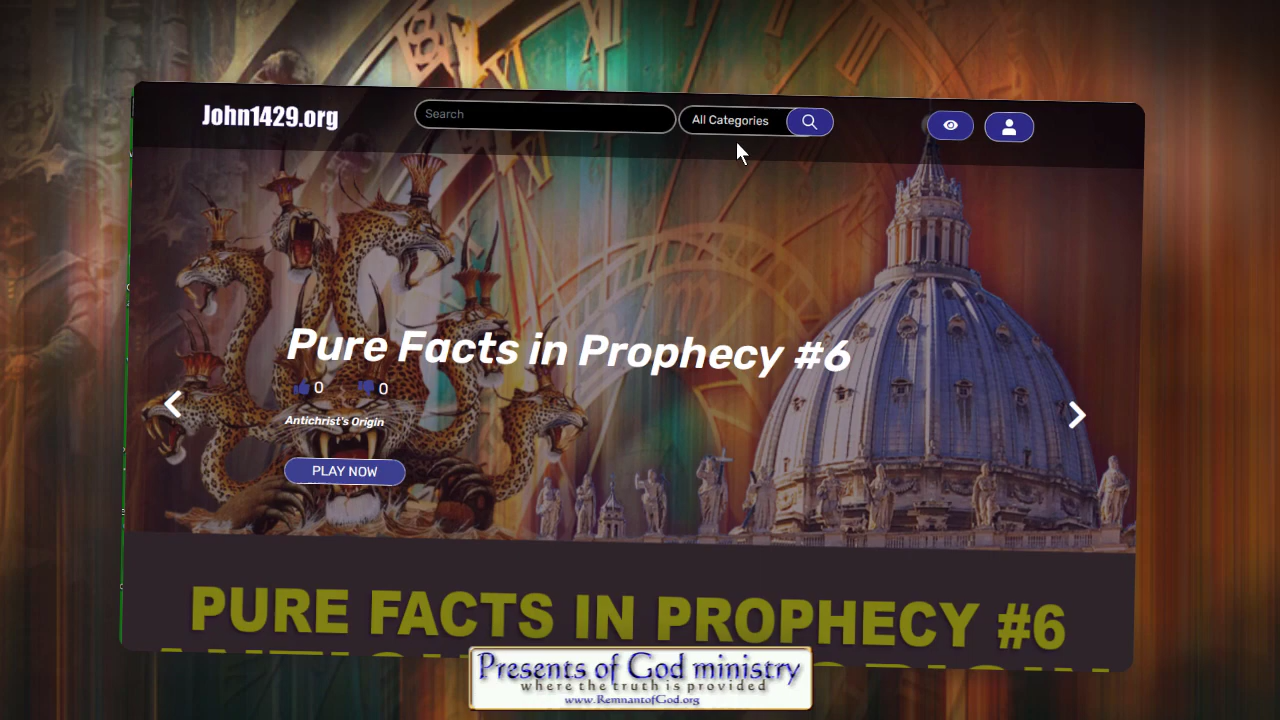 John1429.org
Search
All Categories
Pure Facts in Prophecy #6
0 0
Antichrist's Origin
PLAY NOW
PURE FACTS IN PROPHECY #6
Presents of God ministry
where the truth is provided
www.RemnantofGod.org